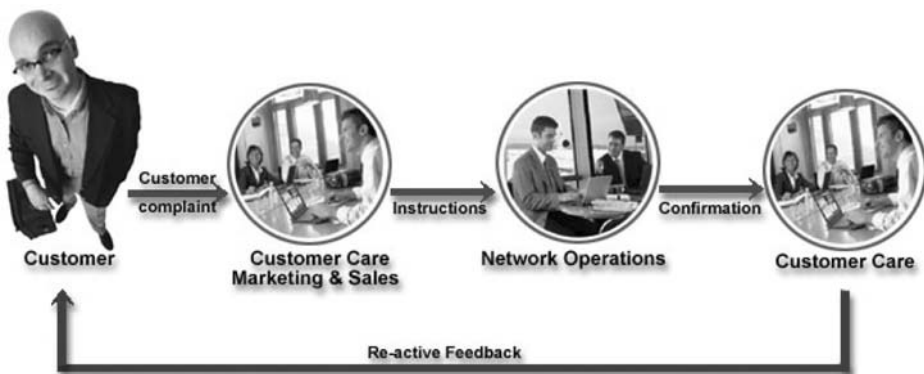 Customer
complaint
Instructions
Confirmation
Customer
Customer Care
Marketing & Sales
Network Operations
Customer Care
Re-active Feedback